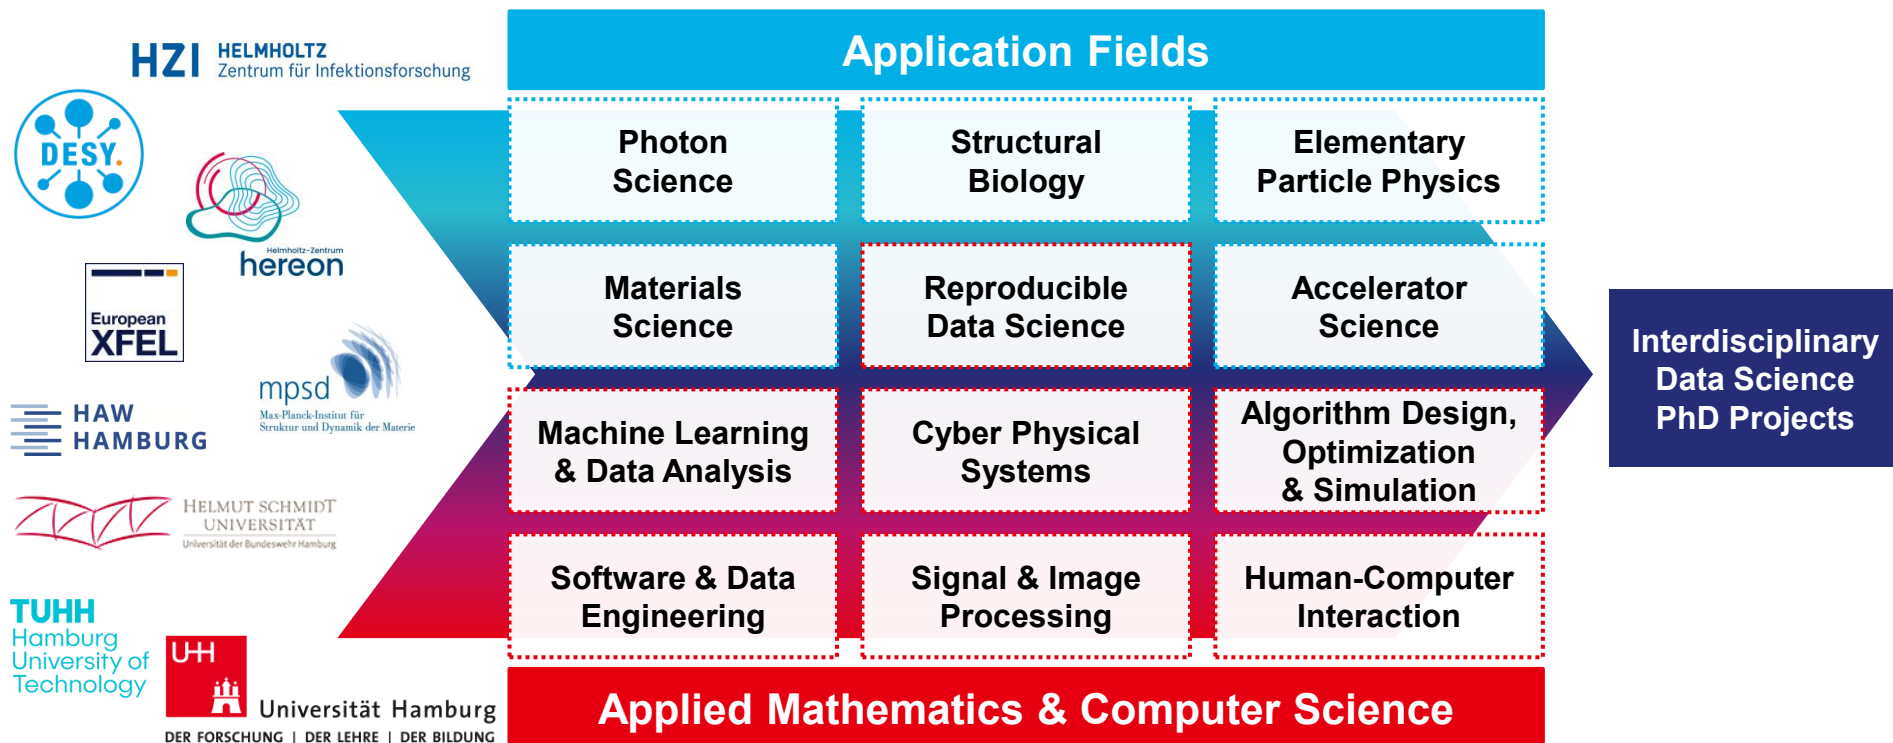 HZI HELMHOLTZ
Zentrum für Infektionsforschung
DESY.
Helmholtz-Zentrum
hereon
European
XFEL
mpsd
Max-Planck-Institut für
Struktur und Dynamik der Materie
HAW
HAMBURG
HELMUT SCHMIDT
UNIVERSITÄT
Universität der Bundeswehr Hamburg
TUHH
Hamburg
University of
Technology
UHH
Universität Hamburg
DER FORSCHUNG | DER LEHRE | DER BILDUNG
Application Fields
Photon
Science
Structural
Biology
Elementary
Particle Physics
Materials
Science
Reproducible
Data Science
Accelerator
Science
Machine Learning
& Data Analysis
Cyber Physical
Systems
Algorithm Design,
Optimization
& Simulation
Software & Data
Engineering
Signal & Image
Processing
Human-Computer
Interaction
Applied Mathematics & Computer Science
Interdisciplinary
Data Science
PhD Projects